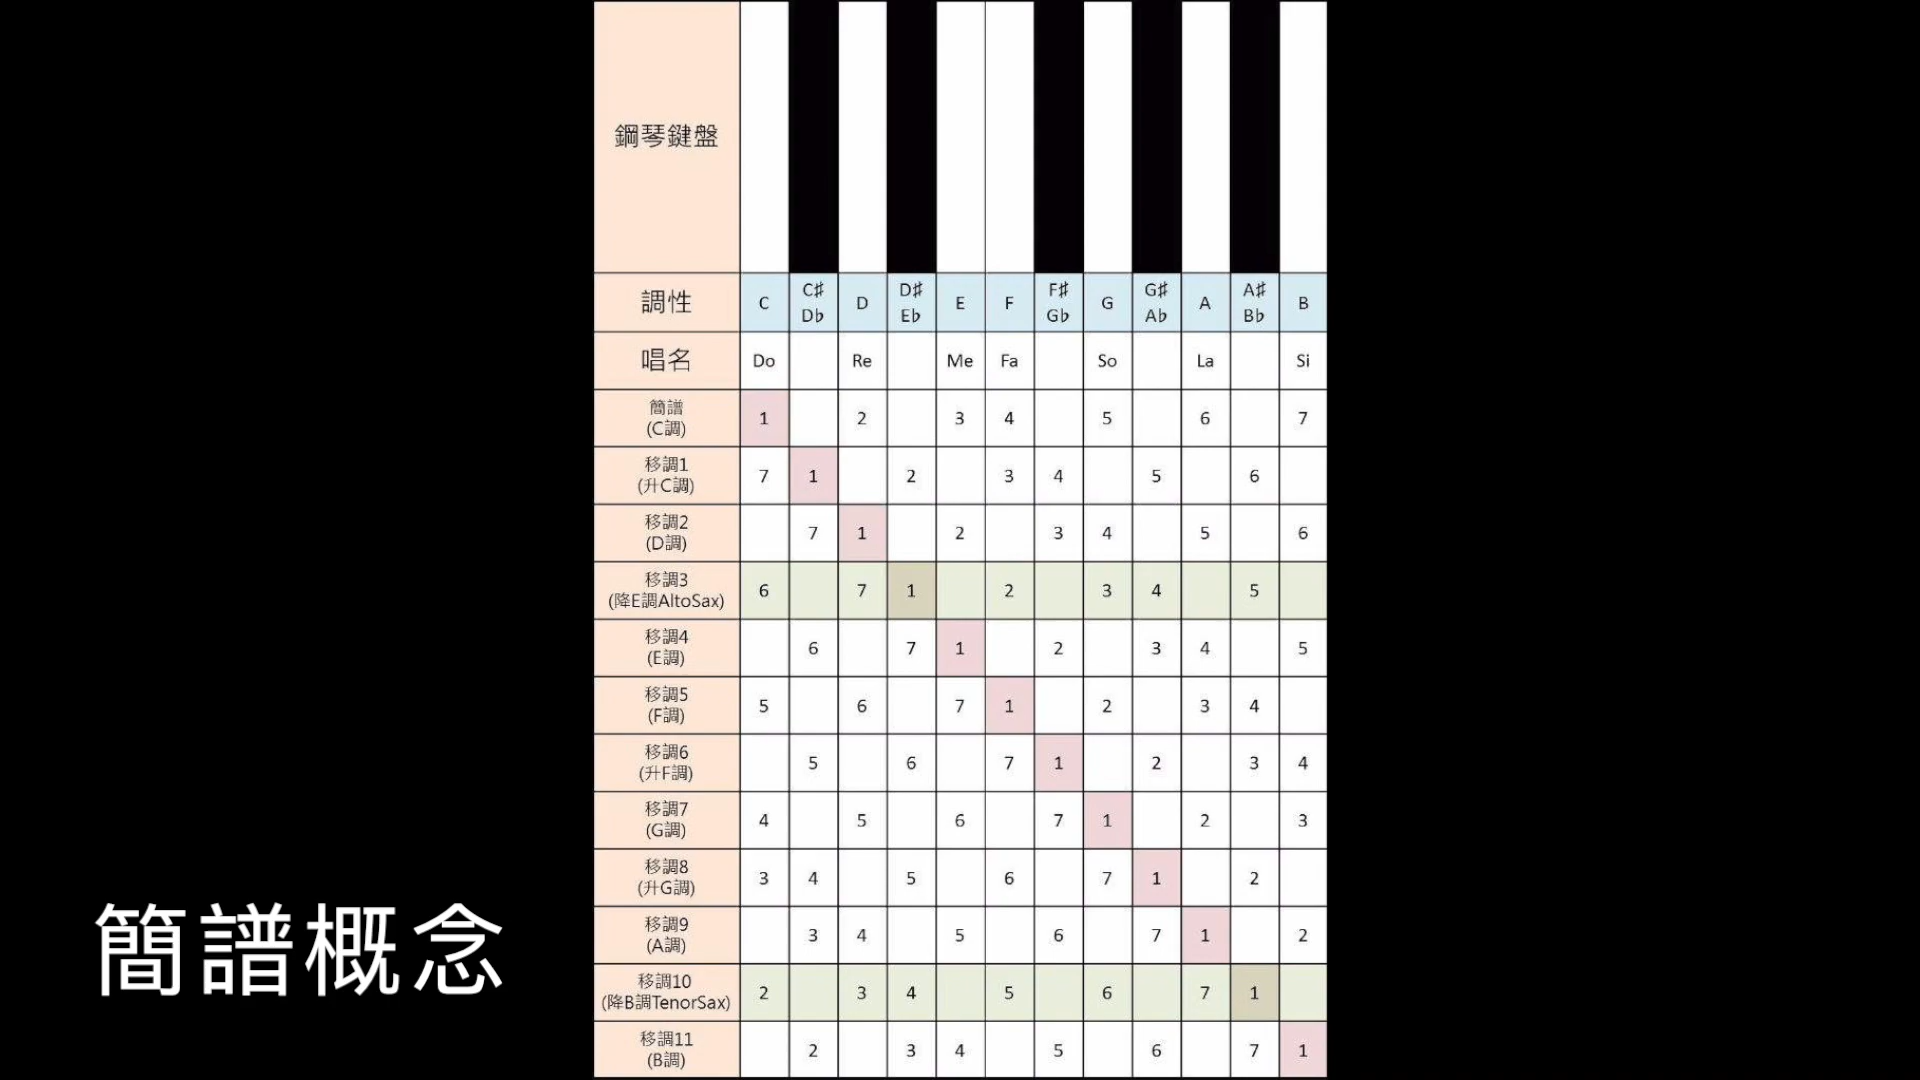 鋼琴鍵盤
調性 C C♯ D♭ D D♯ E♭ E F F♯ G♭ G G♯ A♭ A A♯ B♭ B
唱名 Do Re Me Fa So La Si
簡譜 (C調) 1 2 3 4 5 6 7
移調1 (升C調) 7 1 2 3 4 5 6
移調2 (D調) 7 1 2 3 4 5 6
移調3 (降E調AltoSax) 6 7 1 2 3 4 5
移調4 (E調) 6 7 1 2 3 4 5
移調5 (F調) 5 6 7 1 2 3 4
移調6 (升F調) 5 6 7 1 2 3 4
移調7 (G調) 4 5 6 7 1 2 3
移調8 (升G調) 3 4 5 6 7 1 2
移調9 (A調) 3 4 5 6 7 1 2
移調10 (降B調TenorSax) 2 3 4 5 6 7 1
移調11 (B調) 2 3 4 5 6 7 1
簡譜概念